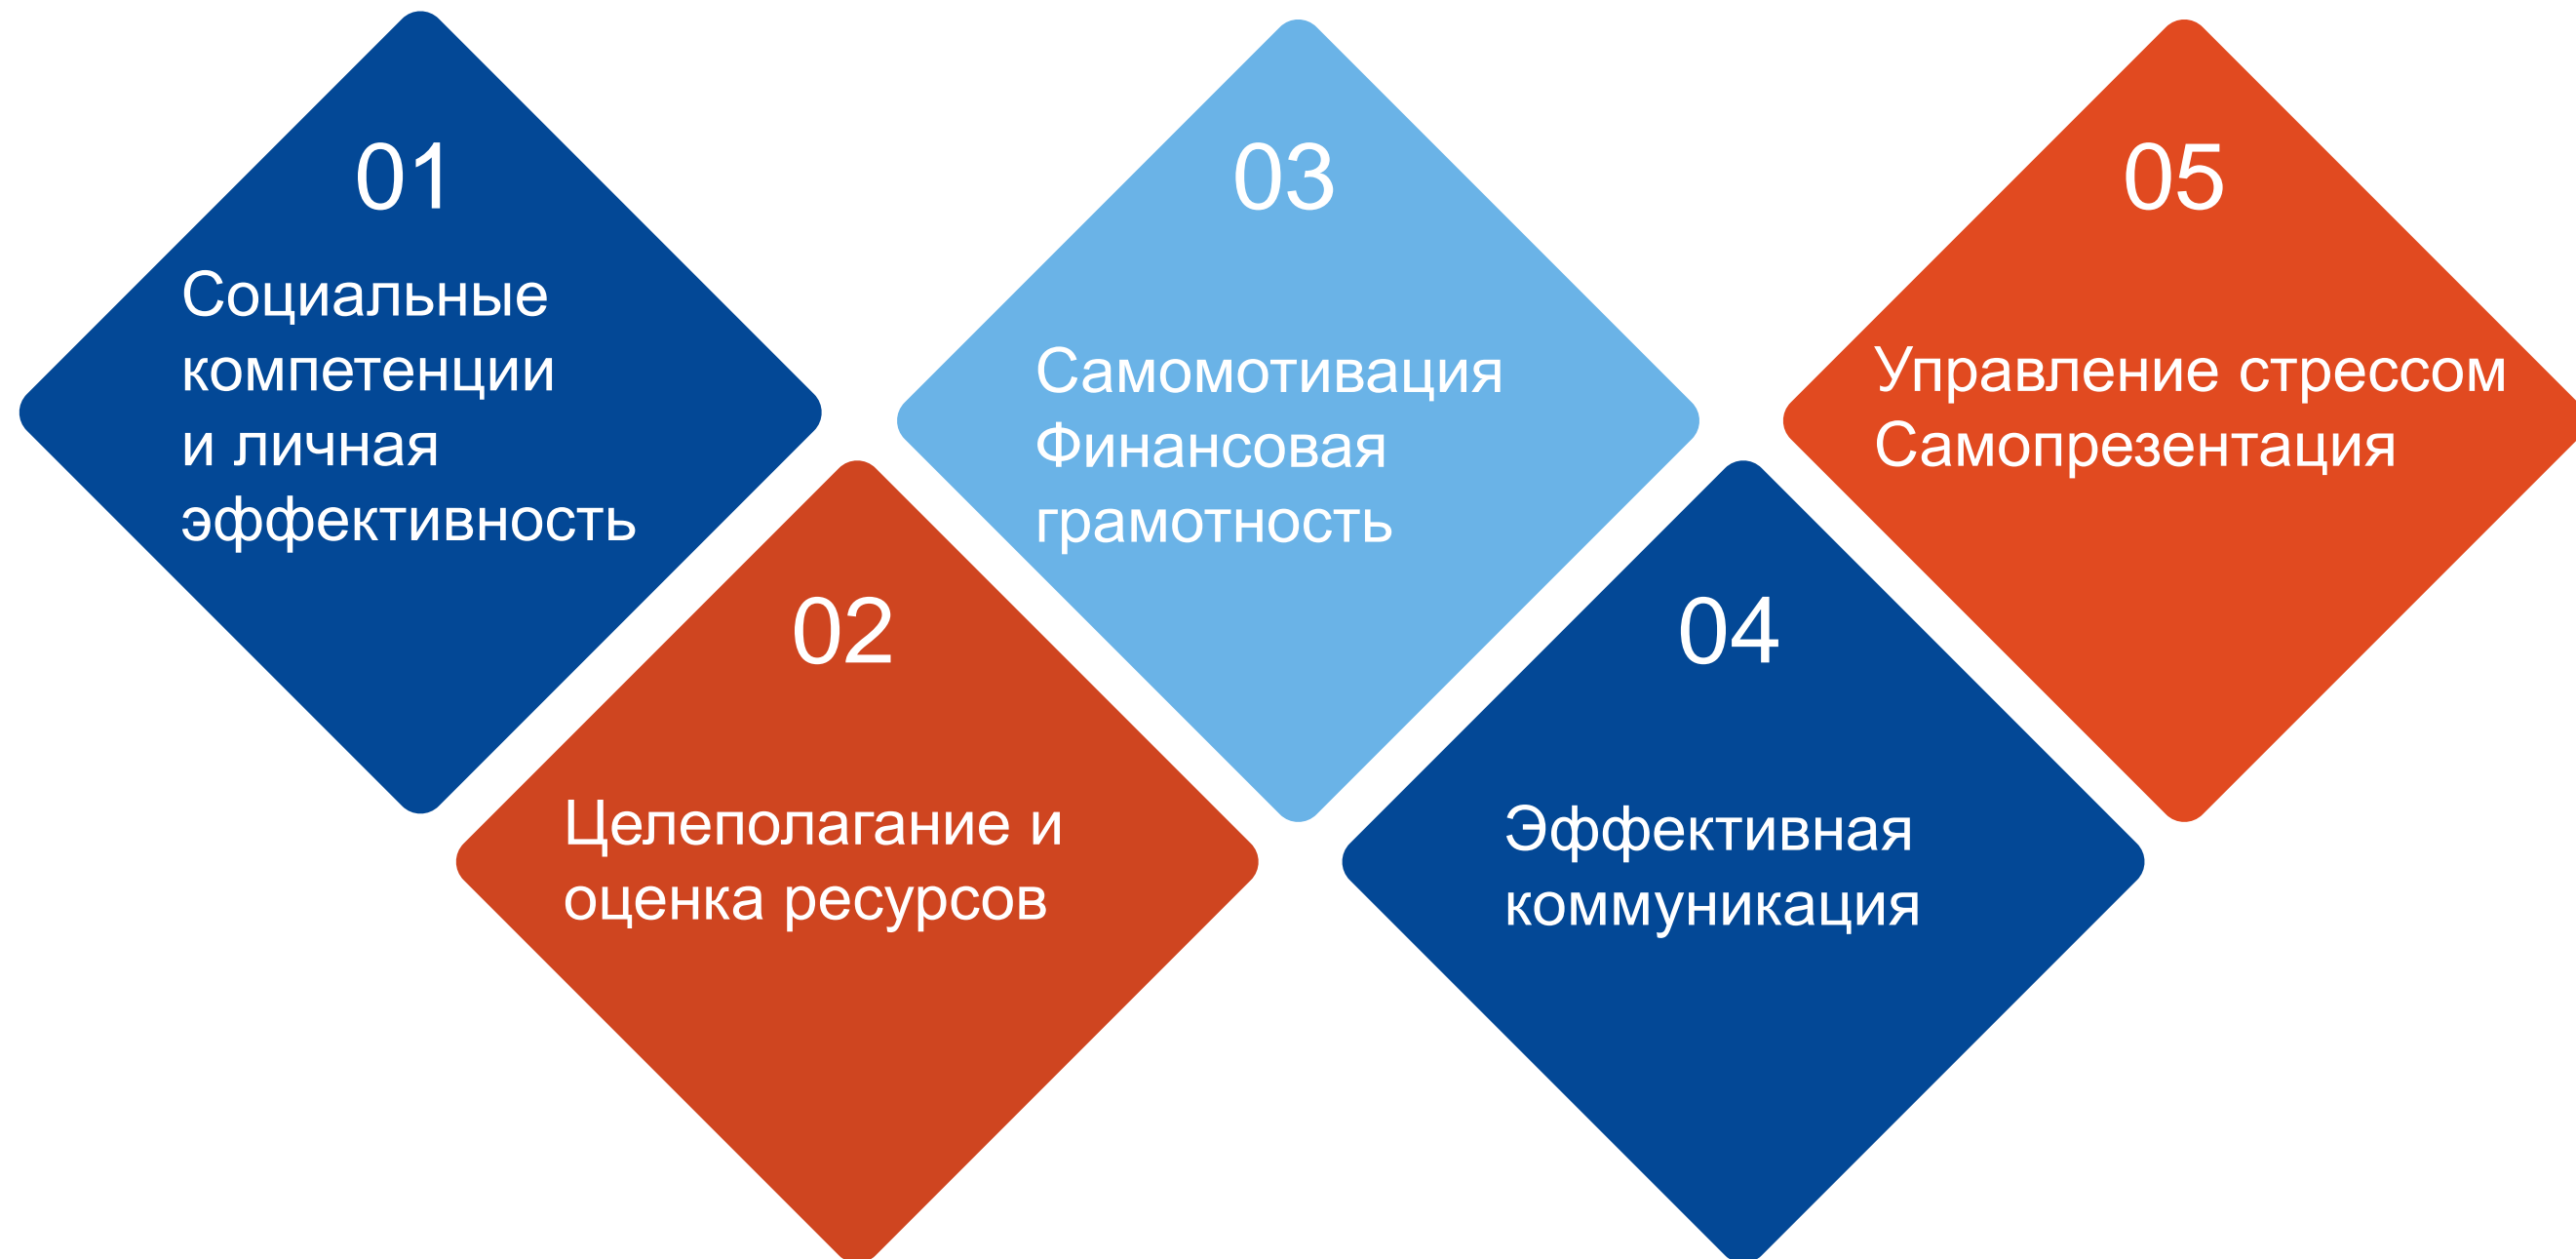 01
Социальные
компетенции
и личная
эффективность
02
Целеполагание и
оценка ресурсов
03
Самомотивация
Финансовая
грамотность
04
Эффективная
коммуникация
05
Управление стрессом
Самопрезентация